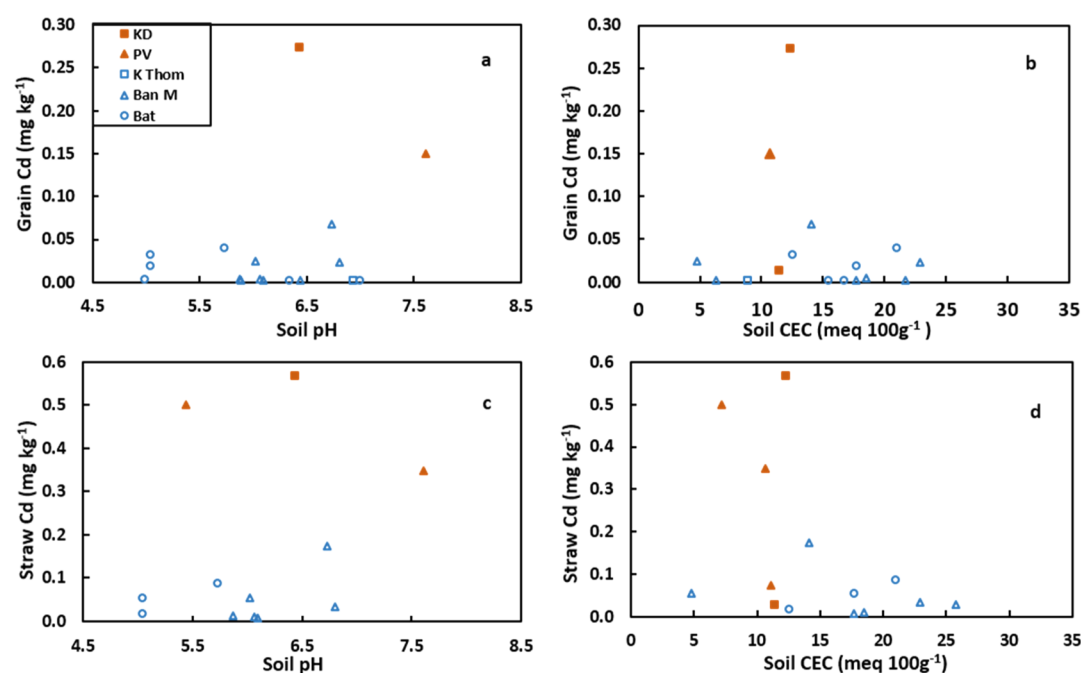 0.30
0.25
0.20
0.15
0.10
0.05
0.00
Grain Cd (mg kg⁻¹)
KD
PV
K Thom
Ban M
Bat
a
4.5 5.5 6.5 7.5 8.5
Soil pH
0.30
0.25
0.20
0.15
0.10
0.05
0.00
Grain Cd (mg kg⁻¹)
b
0 5 10 15 20 25 30 35
Soil CEC (meq 100g⁻¹ )
0.6
0.5
0.4
0.3
0.2
0.1
0.0
Straw Cd (mg kg⁻¹)
c
4.5 5.5 6.5 7.5 8.5
Soil pH
0.6
0.5
0.4
0.3
0.2
0.1
0.0
Straw Cd (mg kg⁻¹)
d
0 5 10 15 20 25 30 35
Soil CEC (meq 100g⁻¹)